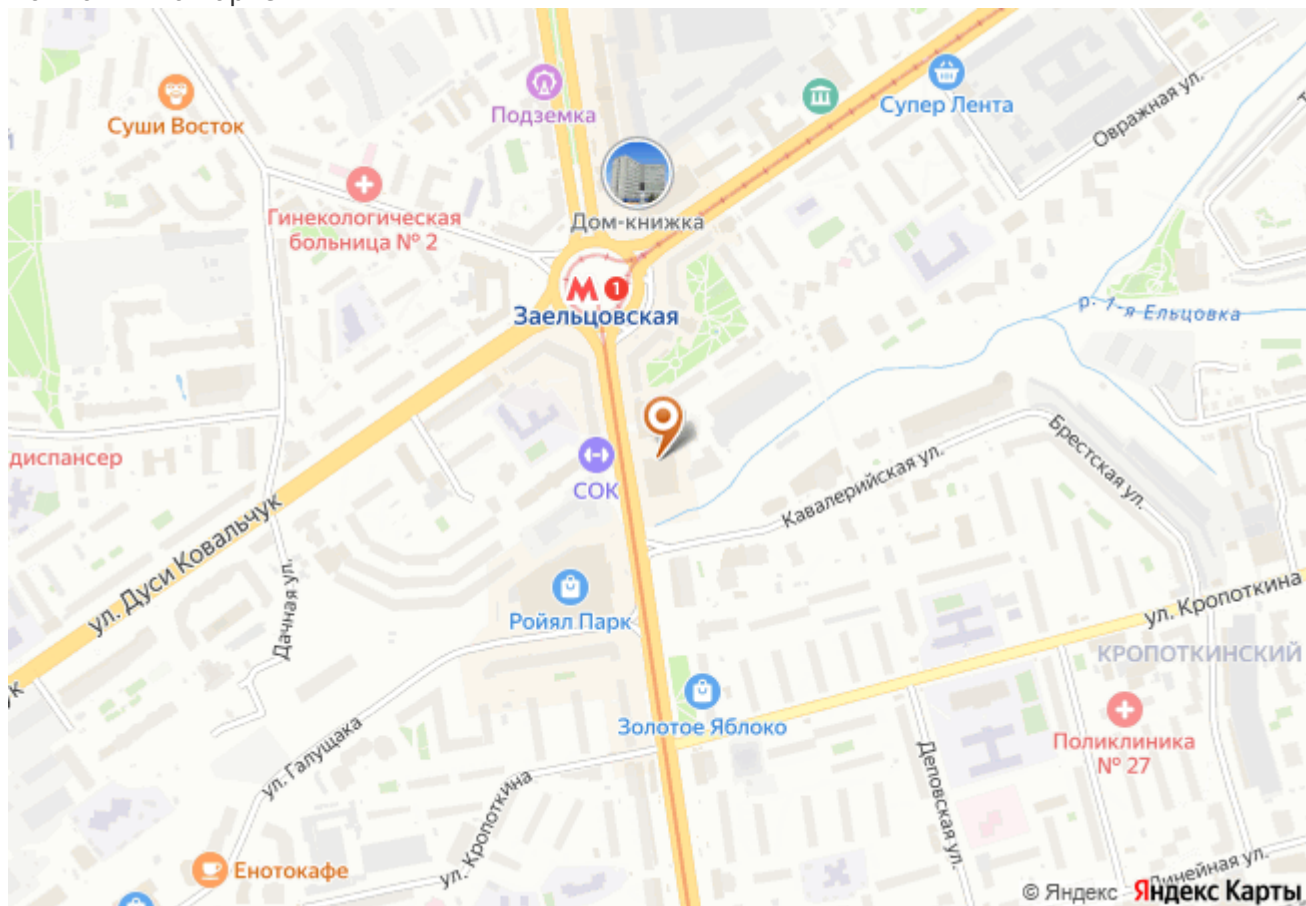 Суши Восток
Подземка
Супер Лента
Овражная ул.
Гинекологическая
больница № 2
Дом-книжка
М 1
Заельцовская
р. 1-я Ельцовка
диспансер
СОК
Кавалерийская ул.
Брестская ул.
ул. Дуси Ковальчук
Дачная ул.
Ройял Парк
ул. Кропоткина
КРОПОТКИНСКИЙ
Золотое Яблоко
Поликлиника
№ 27
ул. Галущака
Деповская ул.
ул. Кропоткина
Енотокафе
Линейная ул.
© Яндекс Яндекс Карты